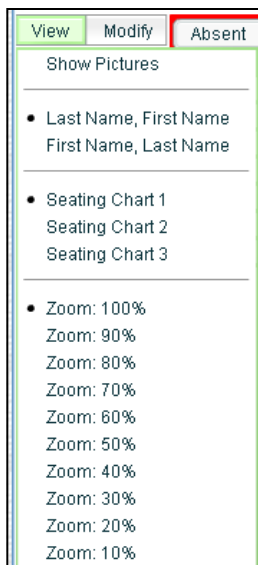 View Modify Absent
Show Pictures
• Last Name, First Name
First Name, Last Name
• Seating Chart 1
Seating Chart 2
Seating Chart 3
• Zoom: 100%
Zoom: 90%
Zoom: 80%
Zoom: 70%
Zoom: 60%
Zoom: 50%
Zoom: 40%
Zoom: 30%
Zoom: 20%
Zoom: 10%